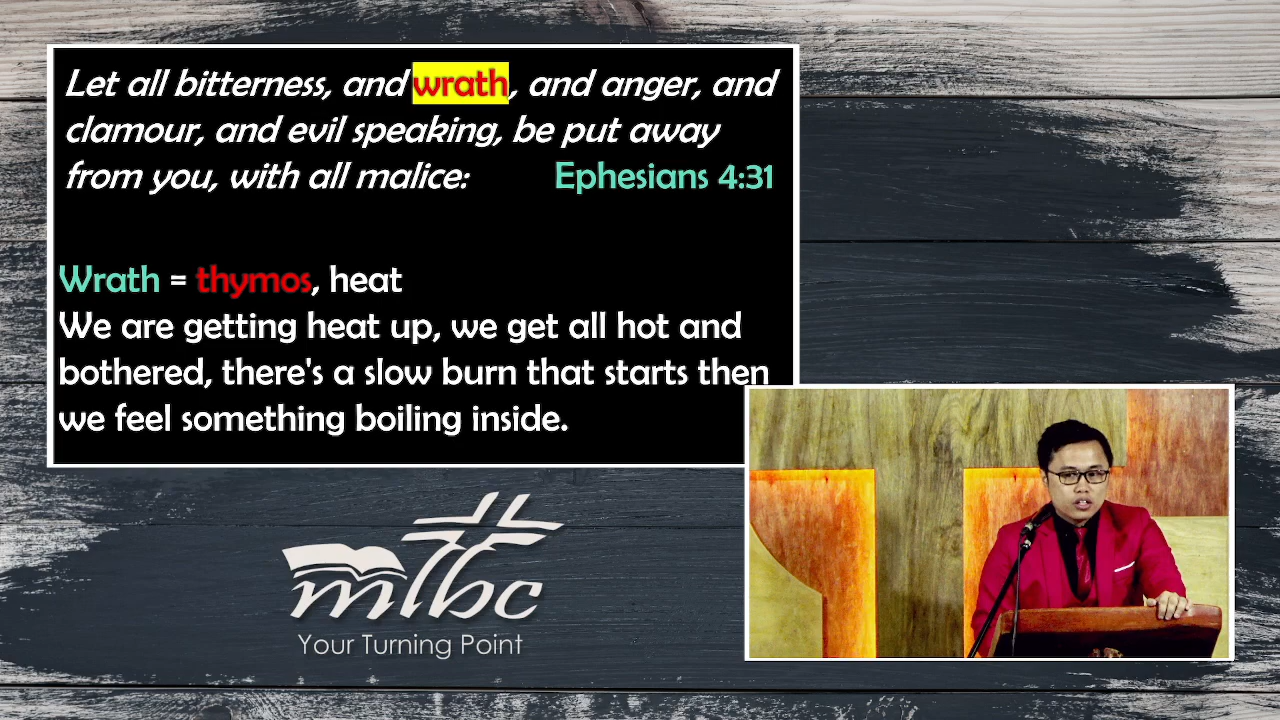 Let all bitterness, and wrath, and anger, and
clamour, and evil speaking, be put away
from you, with all malice: Ephesians 4:31
Wrath = thymos, heat
We are getting heat up, we get all hot and
bothered, there's a slow burn that starts then
we feel something boiling inside.
mlbc
Your Turning Point